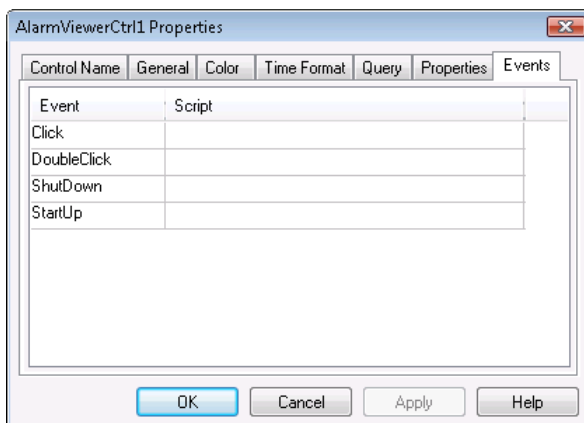 AlarmViewerCtrl1 Properties
Control Name General Color Time Format Query Properties Events
Event Script
Click
DoubleClick
ShutDown
StartUp
OK Cancel Apply Help